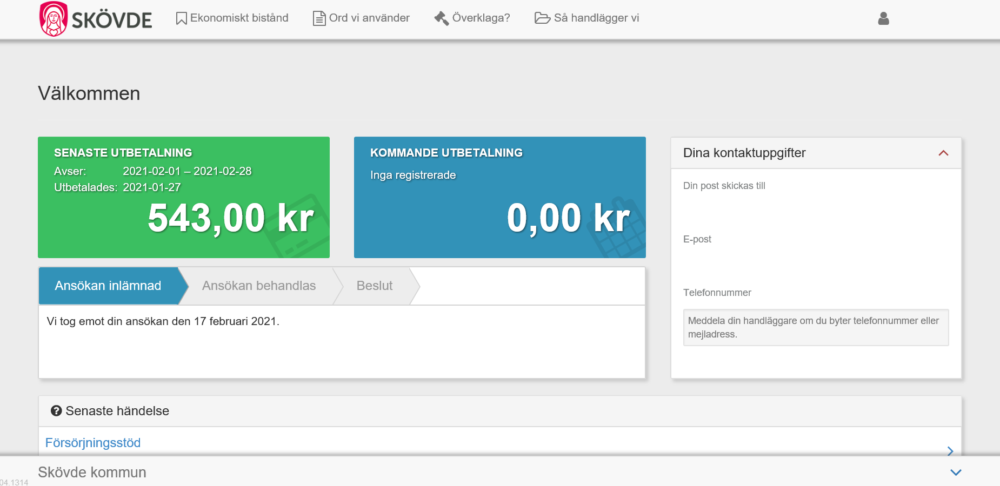 SKÖVDE
Ekonomiskt bistånd
Ord vi använder
Överklaga?
Så handlägger vi
Välkommen
SENASTE UTBETALNING
Avser: 2021-02-01 – 2021-02-28
Utbetalades: 2021-01-27
543,00 kr
KOMMANDE UTBETALNING
Inga registrerade
0,00 kr
Dina kontaktuppgifter
Din post skickas till
E-post
Telefonnummer
Meddela din handläggare om du byter telefonnummer eller
mejladress.
Ansökan inlämnad
Ansökan behandlas
Beslut
Vi tog emot din ansökan den 17 februari 2021.
Senaste händelse
Försörjningsstöd
Skövde kommun
04.1314